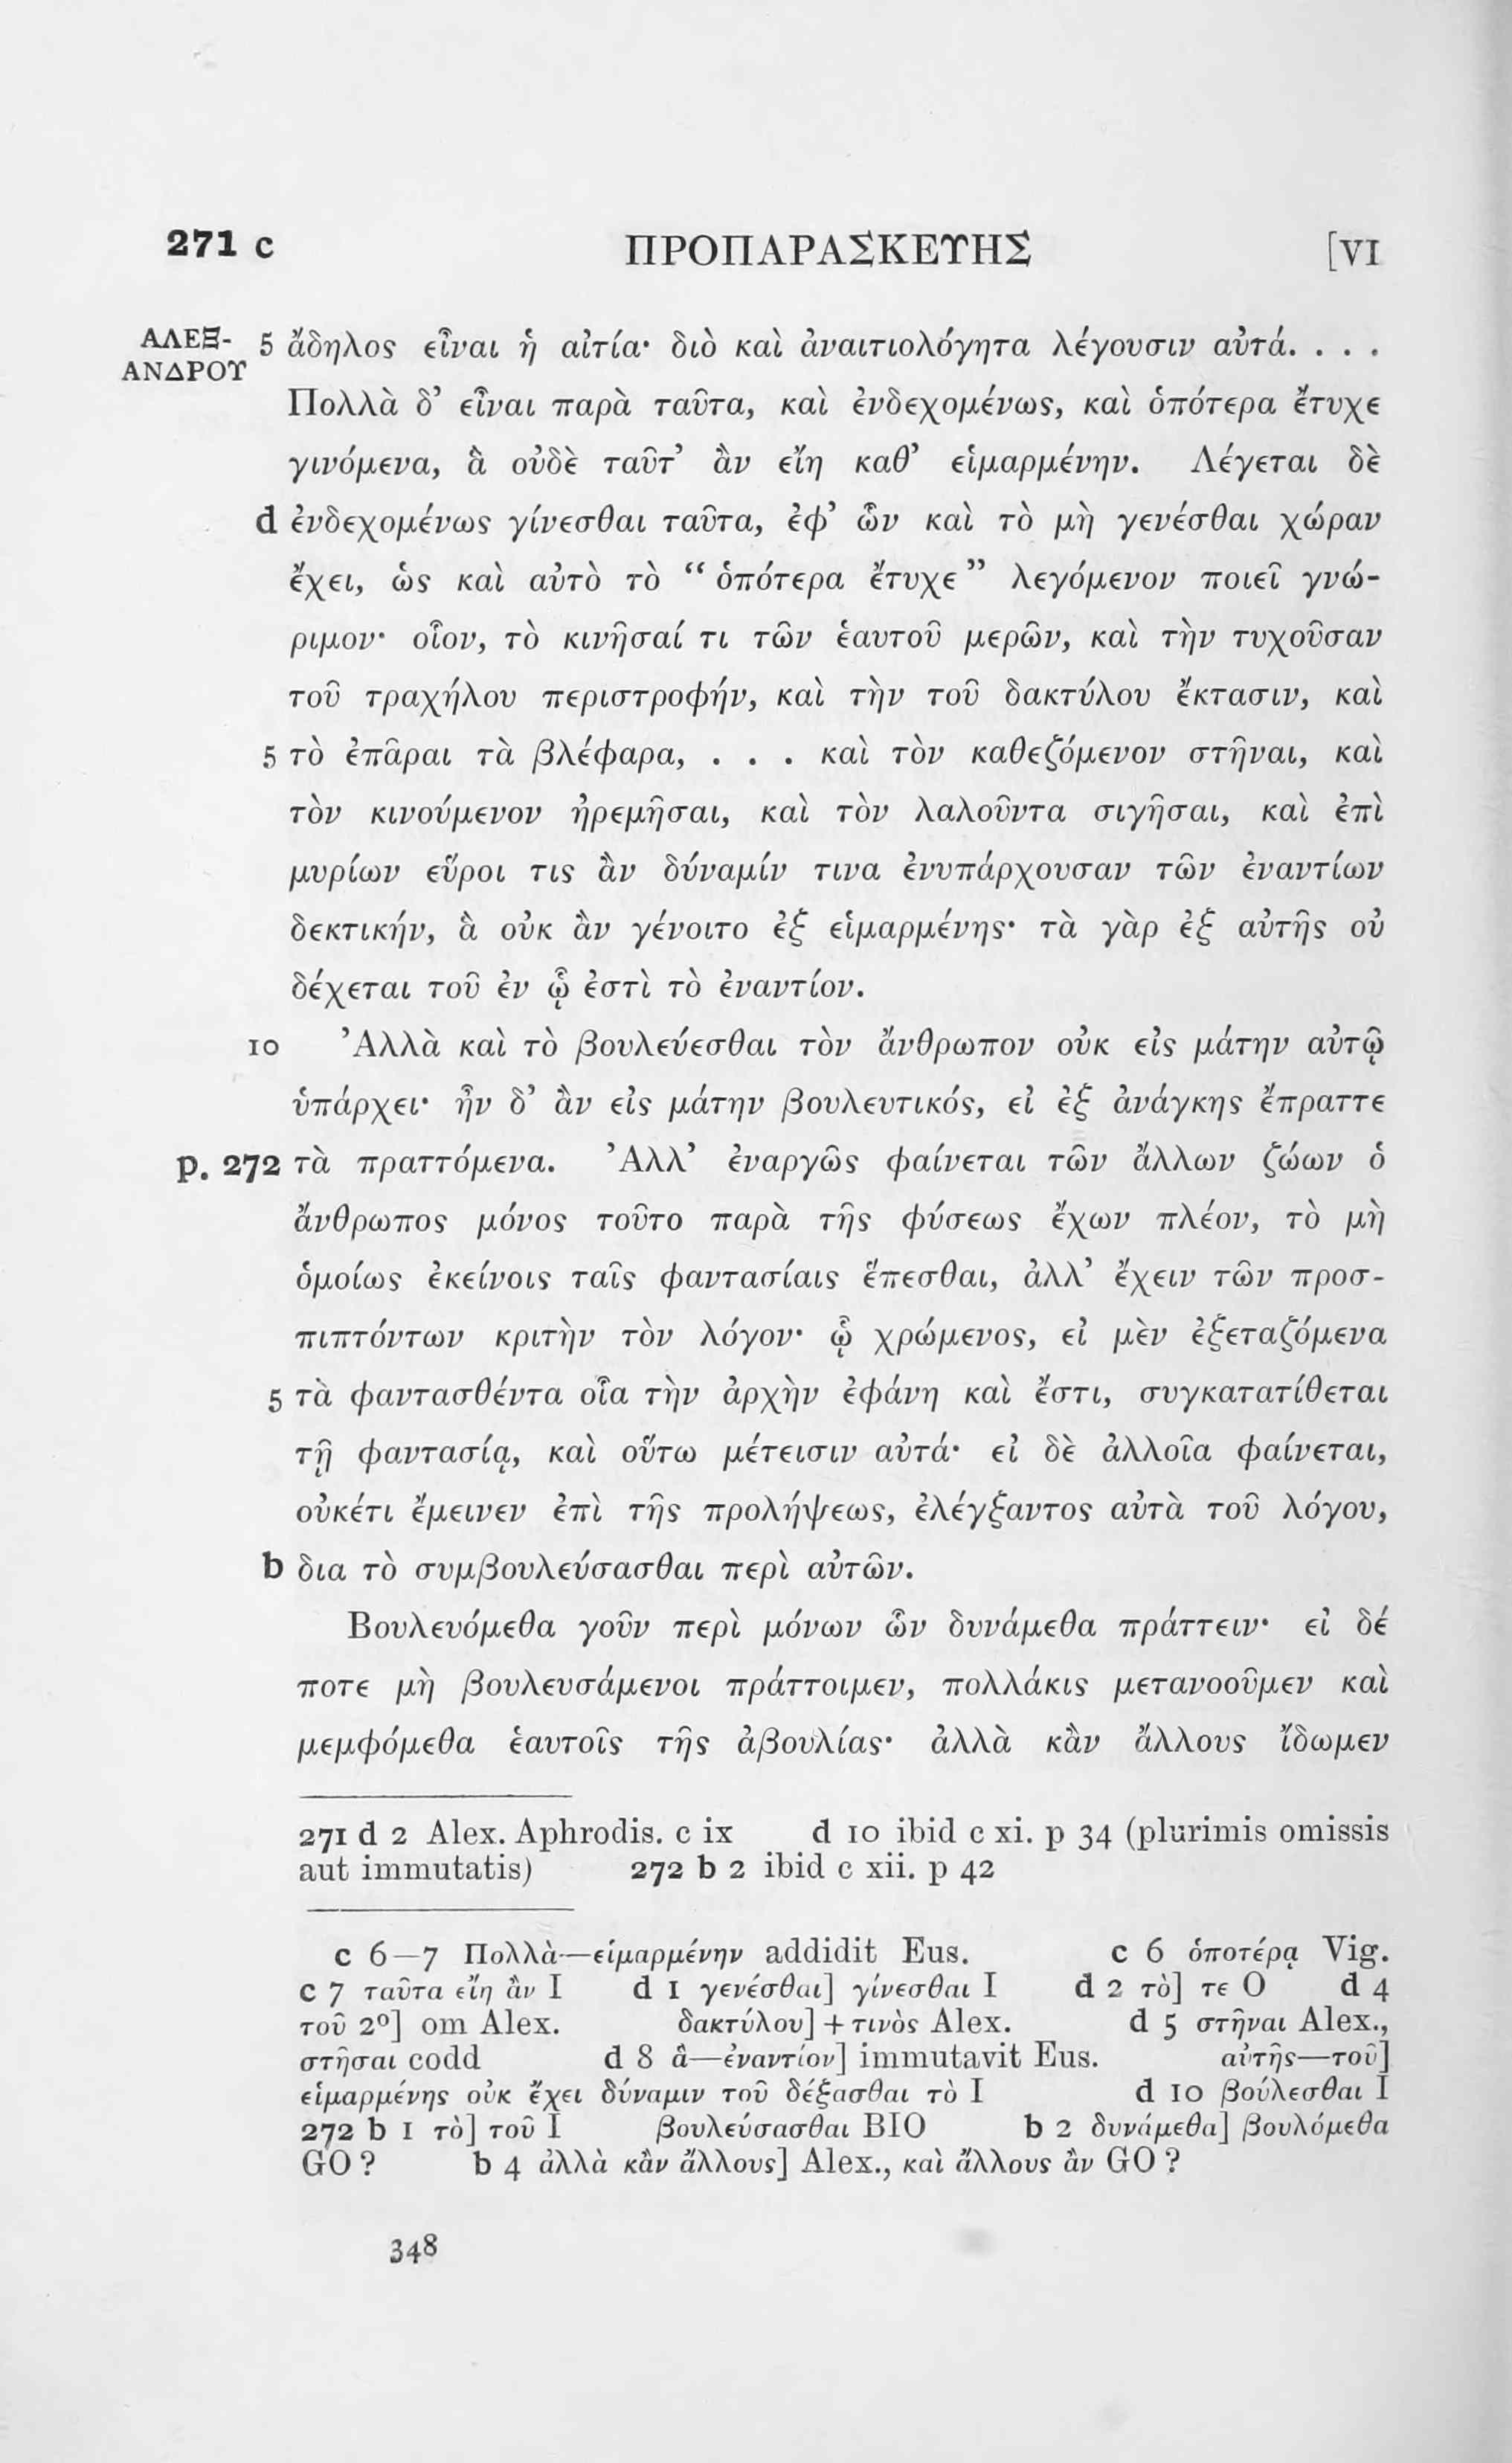 271 c ΠΡΟΠΑΡΑΣΚΕΥΗΣ [VI
ΑΛΕΞ-
ΑΝΔΡΟΥ
5 ἄδηλος εἶναι ἡ αἰτία· διὸ καὶ ἀναιτιολόγητα λέγουσιν αὐτά. . . .
Πολλὰ δ’ εἶναι παρὰ ταῦτα, καὶ ἐνδεχομένως, καὶ ὁπότερα ἔτυχε
γινόμενα, ἃ οὐδὲ ταῦτ’ ἂν εἴη καθ’ εἱμαρμένην. Λέγεται δὲ
d ἐνδεχομένως γίνεσθαι ταῦτα, ἐφ’ ὧν καὶ τὸ μὴ γενέσθαι χώραν
ἔχει, ὡς καὶ αὐτὸ τὸ “ὁπότερα ἔτυχε” λεγόμενον ποιεῖ γνώ-
ριμον· οἷον, τὸ κινῆσαί τι τῶν ἑαυτοῦ μερῶν, καὶ τὴν τυχοῦσαν
τοῦ τραχήλου περιστροφήν, καὶ τὴν τοῦ δακτύλου ἔκτασιν, καὶ
5 τὸ ἐπᾶραι τὰ βλέφαρα, . . . καὶ τὸν καθεζόμενον στῆναι, καὶ
τὸν κινούμενον ἠρεμῆσαι, καὶ τὸν λαλοῦντα σιγῆσαι, καὶ ἐπὶ
μυρίων εὕροι τις ἂν δύναμίν τινα ἐνυπάρχουσαν τῶν ἐναντίων
δεκτικήν, ἃ οὐκ ἂν γένοιτο ἐξ εἱμαρμένης· τὰ γὰρ ἐξ αὐτῆς οὐ
δέχεται τοῦ ἐν ᾧ ἐστὶ τὸ ἐναντίον.
10 Ἀλλὰ καὶ τὸ βουλεύεσθαι τὸν ἄνθρωπον οὐκ εἰς μάτην αὐτῷ
ὑπάρχει· ἦν δ’ ἂν εἰς μάτην βουλευτικός, εἰ ἐξ ἀνάγκης ἔπραττε
p. 272 τὰ πραττόμενα. Ἀλλ’ ἐναργῶς φαίνεται τῶν ἄλλων ζώων ὁ
ἄνθρωπος μόνος τοῦτο παρὰ τῆς φύσεως ἔχων πλέον, τὸ μὴ
ὁμοίως ἐκείνοις ταῖς φαντασίαις ἕπεσθαι, ἀλλ’ ἔχειν τῶν προσ-
πιπτόντων κριτὴν τὸν λόγον· ᾧ χρώμενος, εἰ μὲν ἐξεταζόμενα
5 τὰ φαντασθέντα οἷα τὴν ἀρχὴν ἐφάνη καὶ ἔστι, συγκατατίθεται
τῇ φαντασίᾳ, καὶ οὕτω μέτεισιν αὐτά· εἰ δὲ ἀλλοῖα φαίνεται,
οὐκέτι ἔμεινεν ἐπὶ τῆς προλήψεως, ἐλέγξαντος αὐτὰ τοῦ λόγου,
b δια τὸ συμβουλεύσασθαι περὶ αὐτῶν.
Βουλευόμεθα γοῦν περὶ μόνων ὧν δυνάμεθα πράττειν· εἰ δέ
ποτε μὴ βουλευσάμενοι πράττοιμεν, πολλάκις μετανοοῦμεν καὶ
μεμφόμεθα ἑαυτοῖς τῆς ἀβουλίας· ἀλλὰ κἂν ἄλλους ἴδωμεν
271 d 2 Alex. Aphrodis. c ix d 10 ibid c xi. p 34 (plurimis omissis
aut immutatis) 272 b 2 ibid c xii. p 42
c 6—7 Πολλὰ—εἱμαρμένην addidit Eus. c 6 ὁποτέρᾳ Vig.
c 7 ταῦτα εἴη ἂν I d 1 γενέσθαι] γίνεσθαι I d 2 τὸ] τε O d 4
τοῦ 2⁰] om Alex. δακτύλου] + τινὸς Alex. d 5 στῆναι Alex.,
στῆσαι codd d 8 ἃ—ἐναντίον] immutavit Eus. αὐτῆς—τοῦ]
εἱμαρμένης οὐκ ἔχει δύναμιν τοῦ δέξασθαι τὸ I d 10 βούλεσθαι I
272 b 1 τὸ] τοῦ I βουλεύσασθαι BIO b 2 δυνάμεθα] βουλόμεθα
GO ? b 4 ἀλλὰ κἂν ἄλλους] Alex., καὶ ἄλλους ἂν GO ?
348